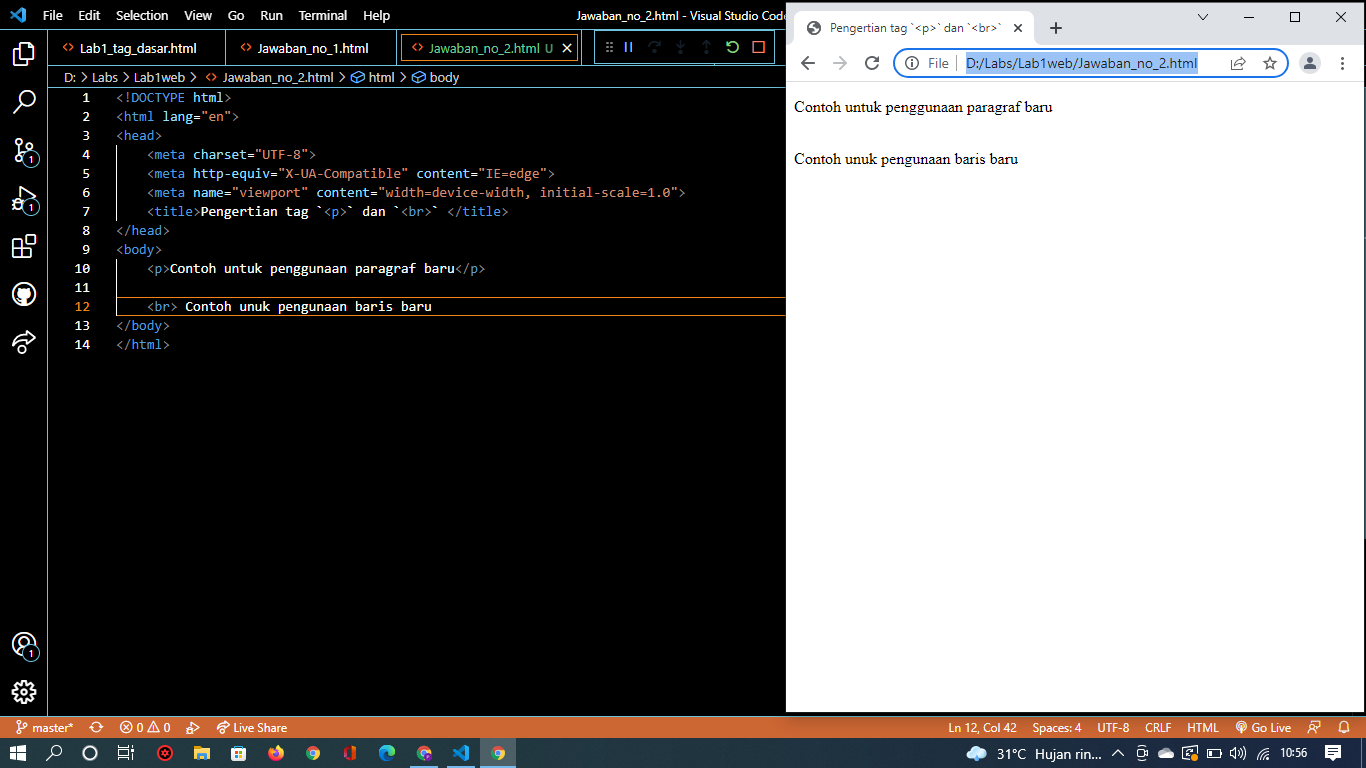 File Edit Selection View Go Run Terminal Help Jawaban_no_2.html - Visual Studio Code
Lab1_tag_dasar.html Jawaban_no_1.html Jawaban_no_2.html U
D: > Labs > Lab1web > Jawaban_no_2.html > html > body
1 <!DOCTYPE html>
2 <html lang="en">
3 <head>
4 <meta charset="UTF-8">
5 <meta http-equiv="X-UA-Compatible" content="IE=edge">
6 <meta name="viewport" content="width=device-width, initial-scale=1.0">
7 <title>Pengertian tag `<p>` dan `<br>` </title>
8 </head>
9 <body>
10 <p>Contoh untuk penggunaan paragraf baru</p>
11
12 <br> Contoh unuk pengunaan baris baru
13 </body>
14 </html>
1
1
1
Pengertian tag `<p>` dan `<br>`
File D:/Labs/Lab1web/Jawaban_no_2.html
Contoh untuk penggunaan paragraf baru
Contoh unuk pengunaan baris baru
master* 0 0 Live Share Ln 12, Col 42 Spaces: 4 UTF-8 CRLF HTML Go Live
31°C Hujan rin... 10:56